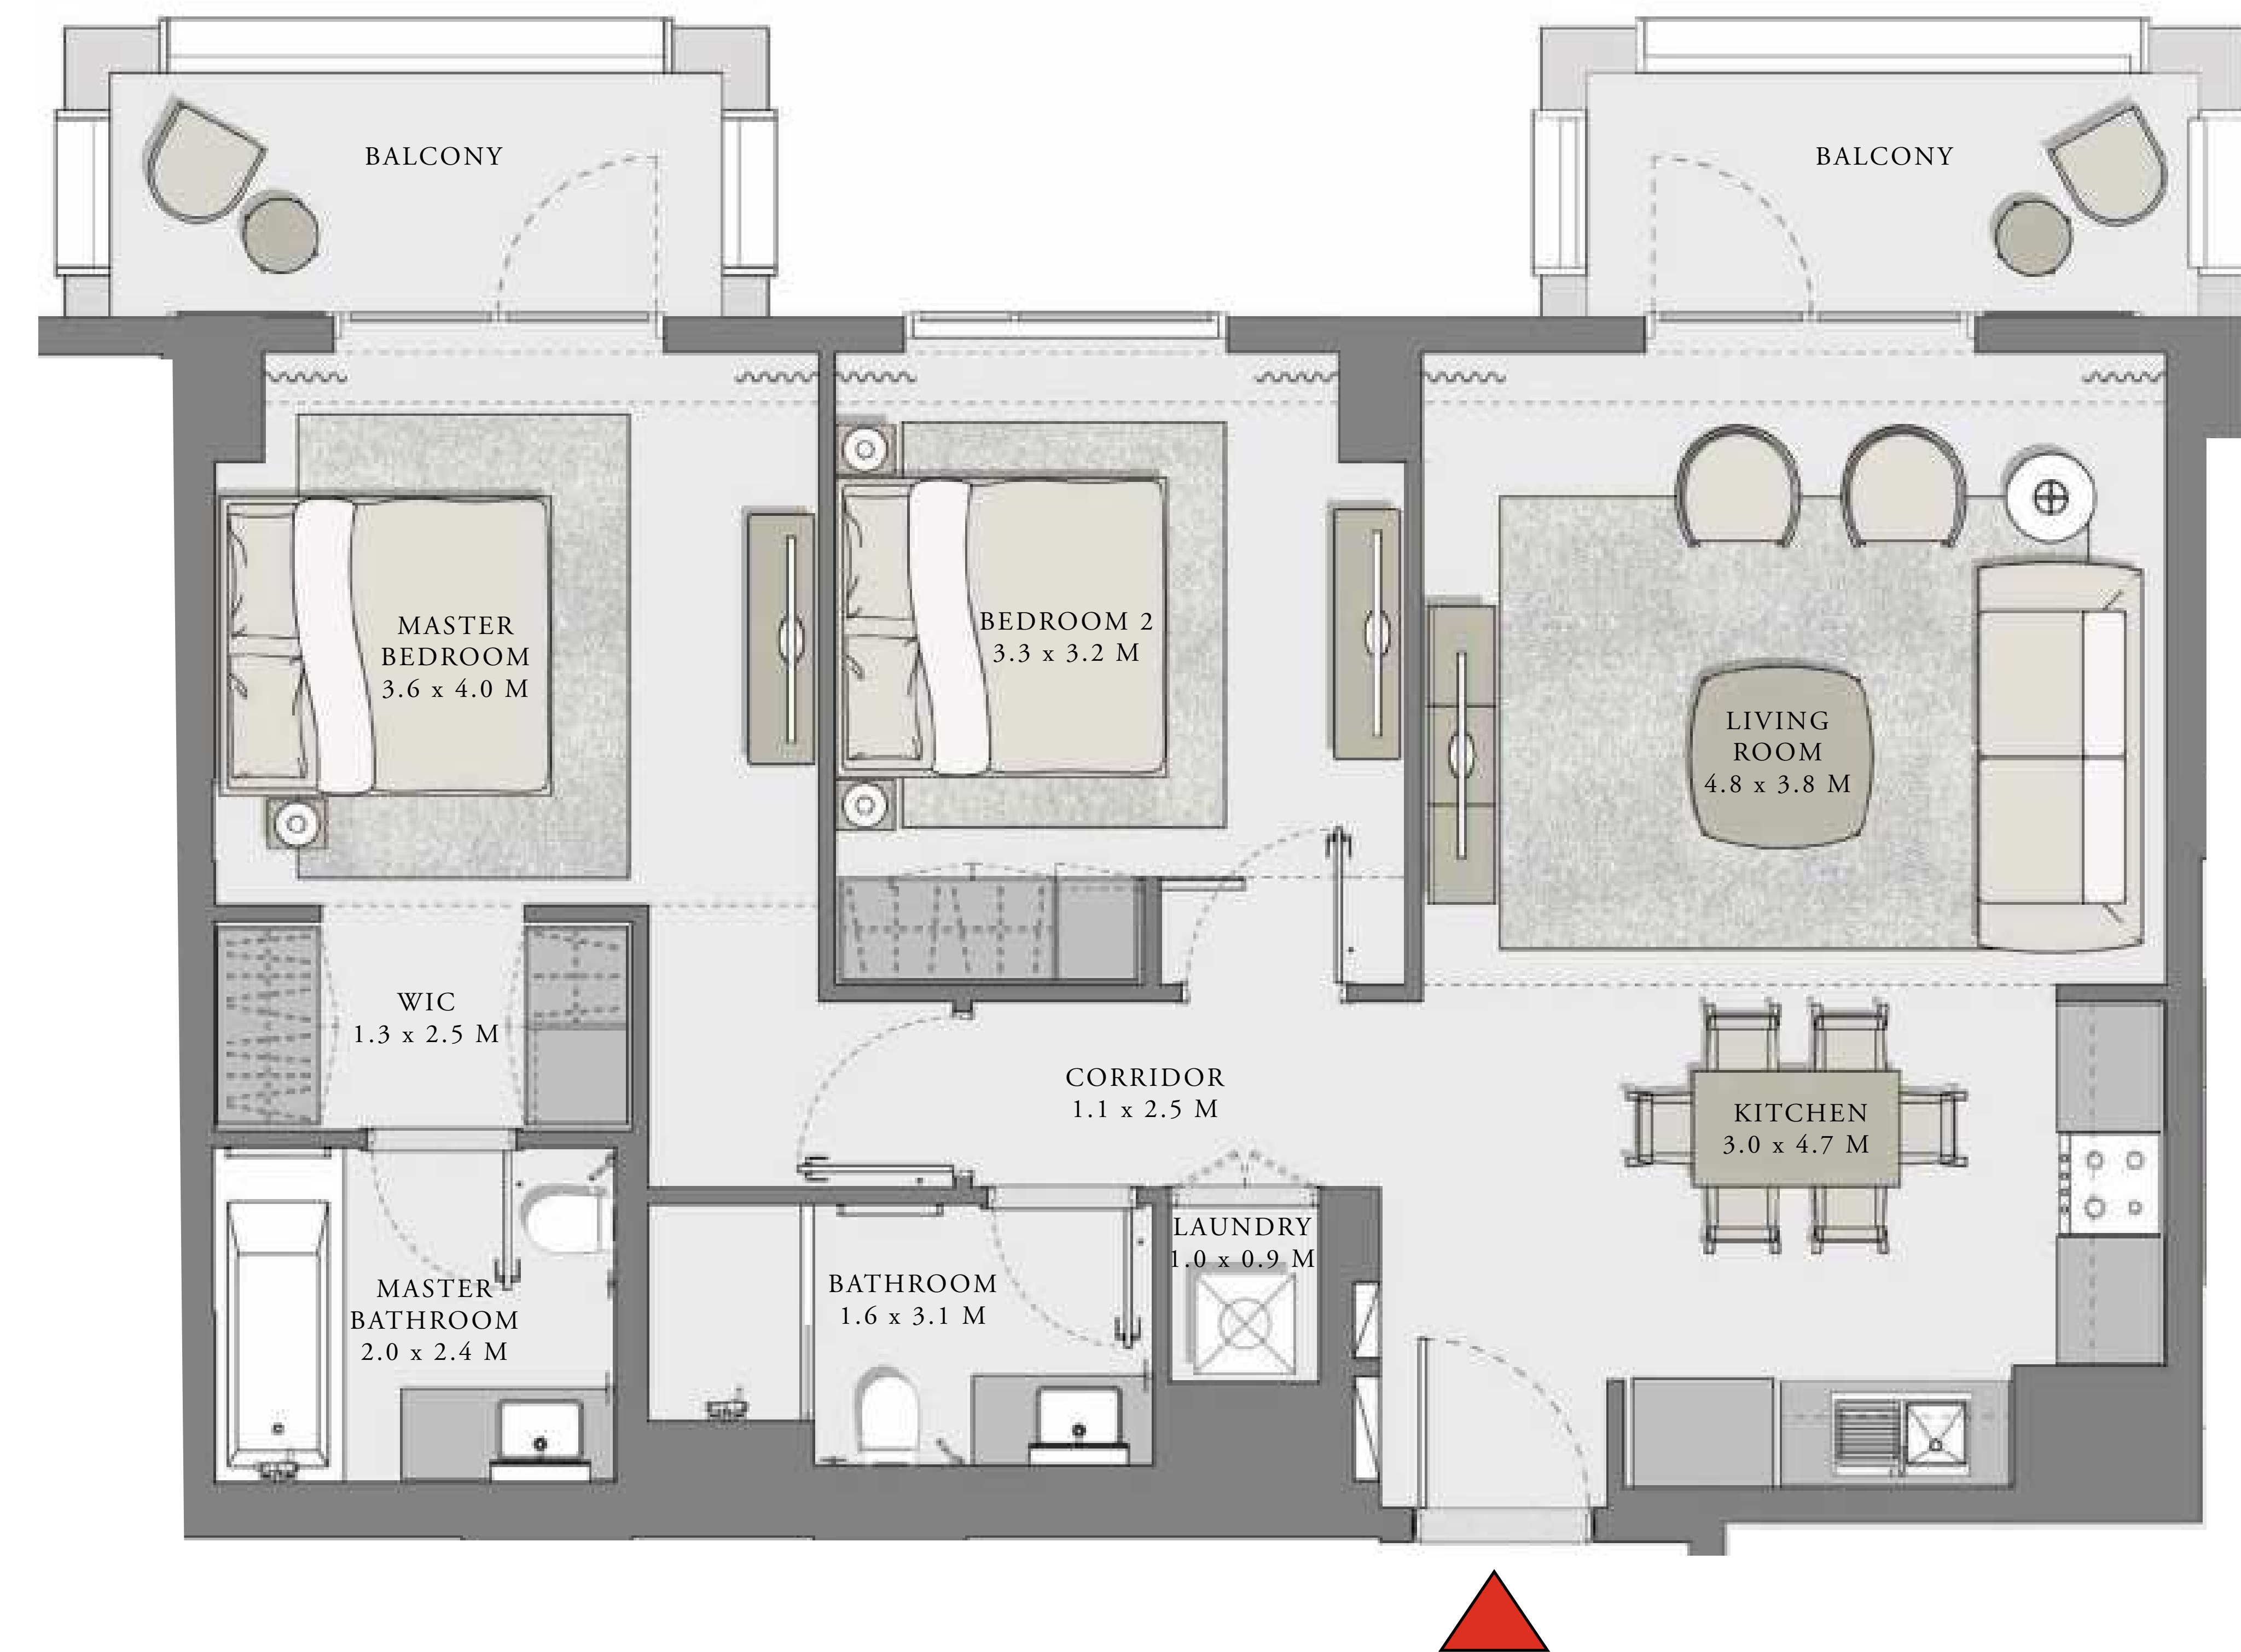 BALCONY
BALCONY
MASTER
BEDROOM
3.6 x 4.0 M
BEDROOM 2
3.3 x 3.2 M
LIVING
ROOM
4.8 x 3.8 M
WIC
1.3 x 2.5 M
CORRIDOR
1.1 x 2.5 M
KITCHEN
3.0 x 4.7 M
MASTER
BATHROOM
2.0 x 2.4 M
BATHROOM
1.6 x 3.1 M
LAUNDRY
1.0 x 0.9 M